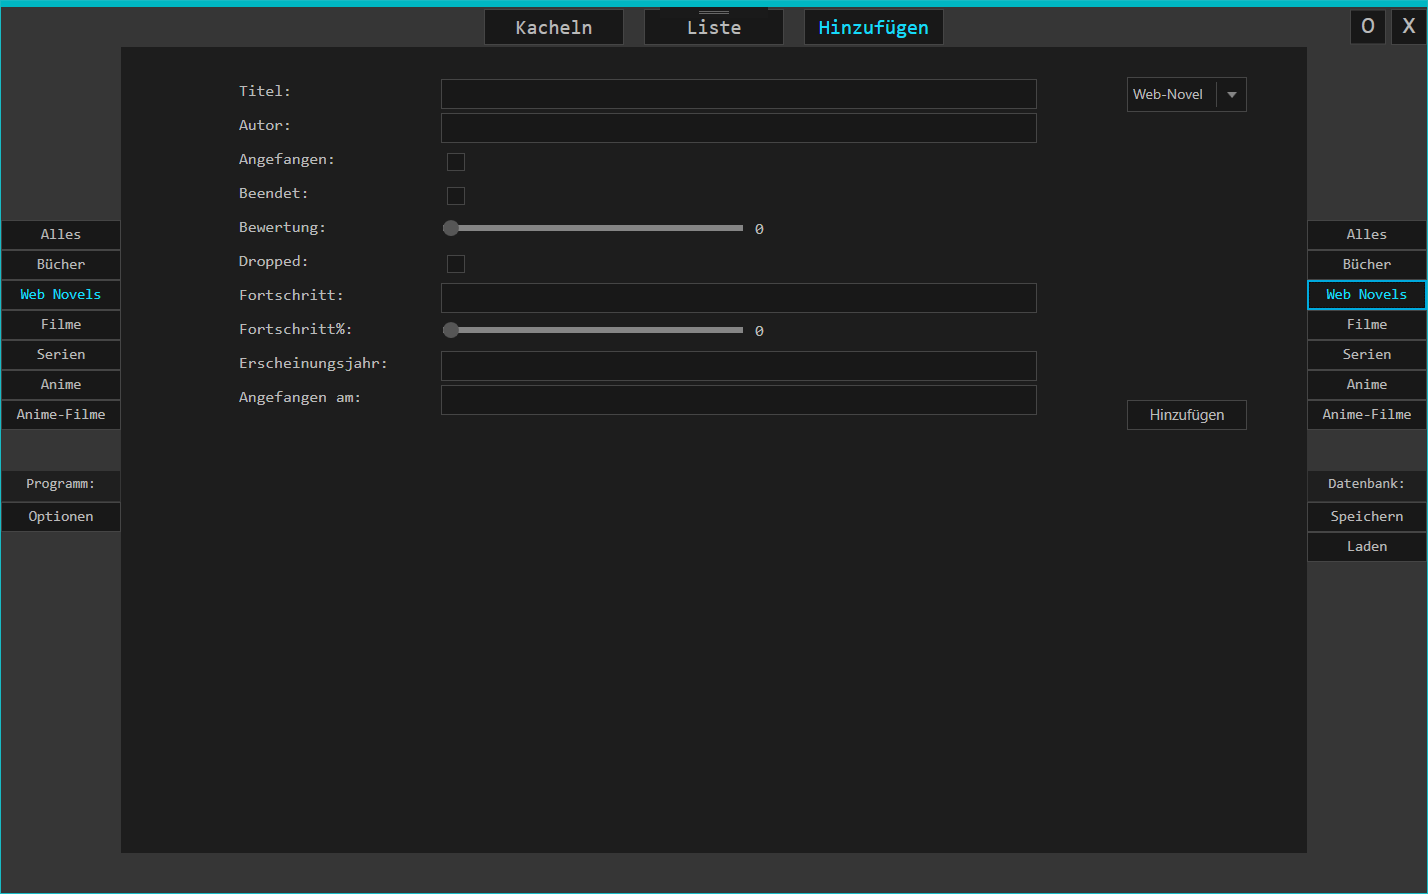 Kacheln
Liste
Hinzufügen
O
X
Titel:
Web-Novel
Autor:
Angefangen:
Beendet:
Bewertung:
0
Dropped:
Fortschritt:
Fortschritt%:
0
Erscheinungsjahr:
Angefangen am:
Hinzufügen
Alles
Bücher
Web Novels
Filme
Serien
Anime
Anime-Filme
Programm:
Optionen
Alles
Bücher
Web Novels
Filme
Serien
Anime
Anime-Filme
Datenbank:
Speichern
Laden